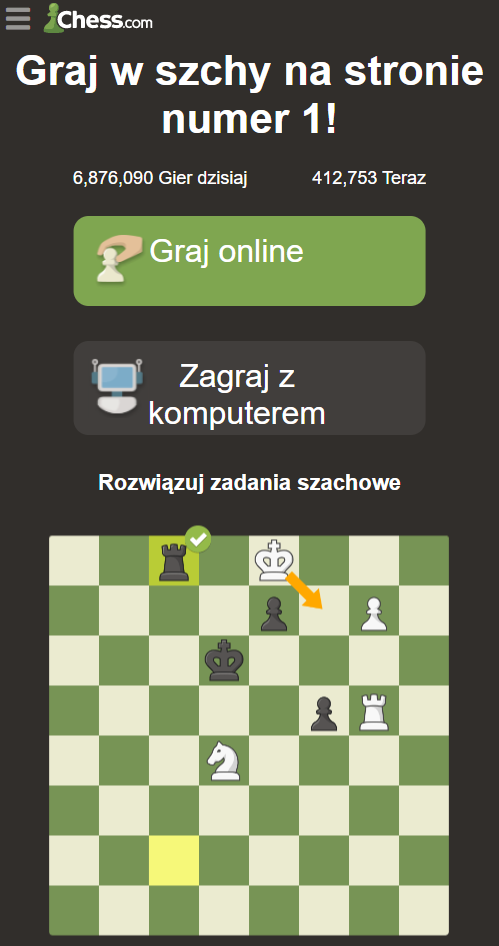 Chess.com
Graj w szchy na stronie
numer 1!
6,876,090 Gier dzisiaj 412,753 Teraz
Graj online
Zagraj z
komputerem
Rozwiązuj zadania szachowe